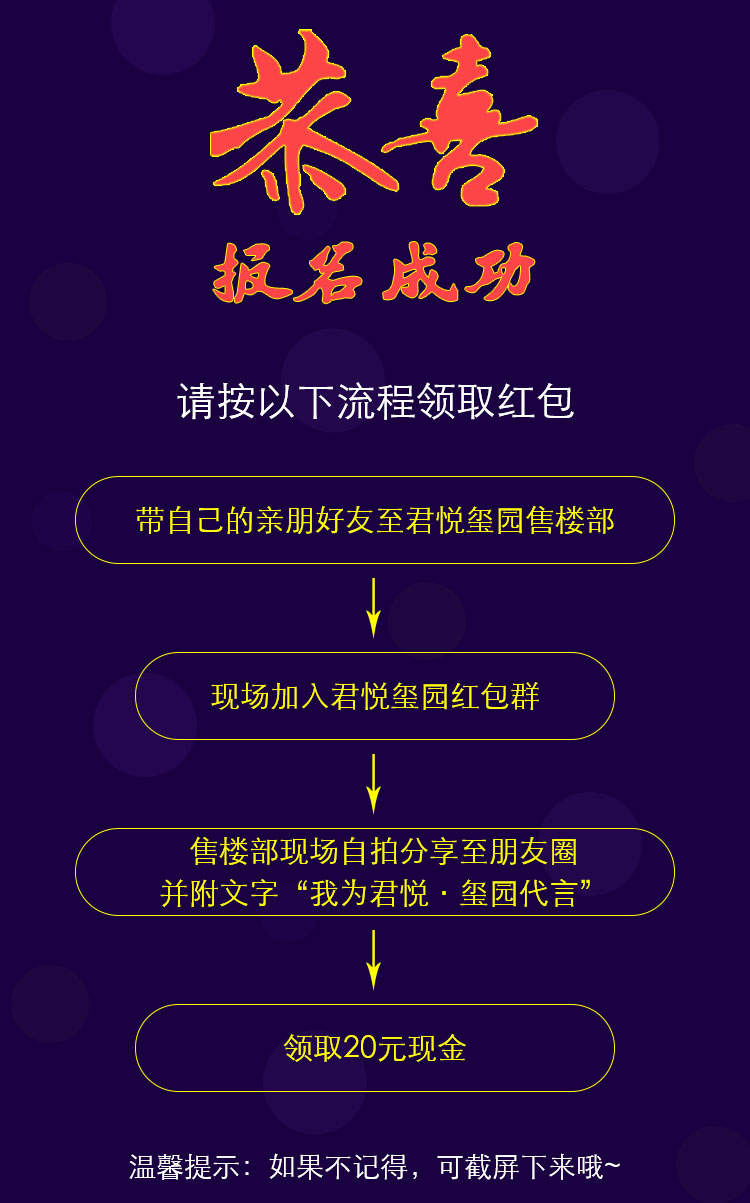 恭喜
报名成功
请按以下流程领取红包
带自己的亲朋好友至君悦玺园售楼部
现场加入君悦玺园红包群
售楼部现场自拍分享至朋友圈
并附文字“我为君悦·玺园代言”
领取20元现金
温馨提示：如果不记得，可截屏下来哦~